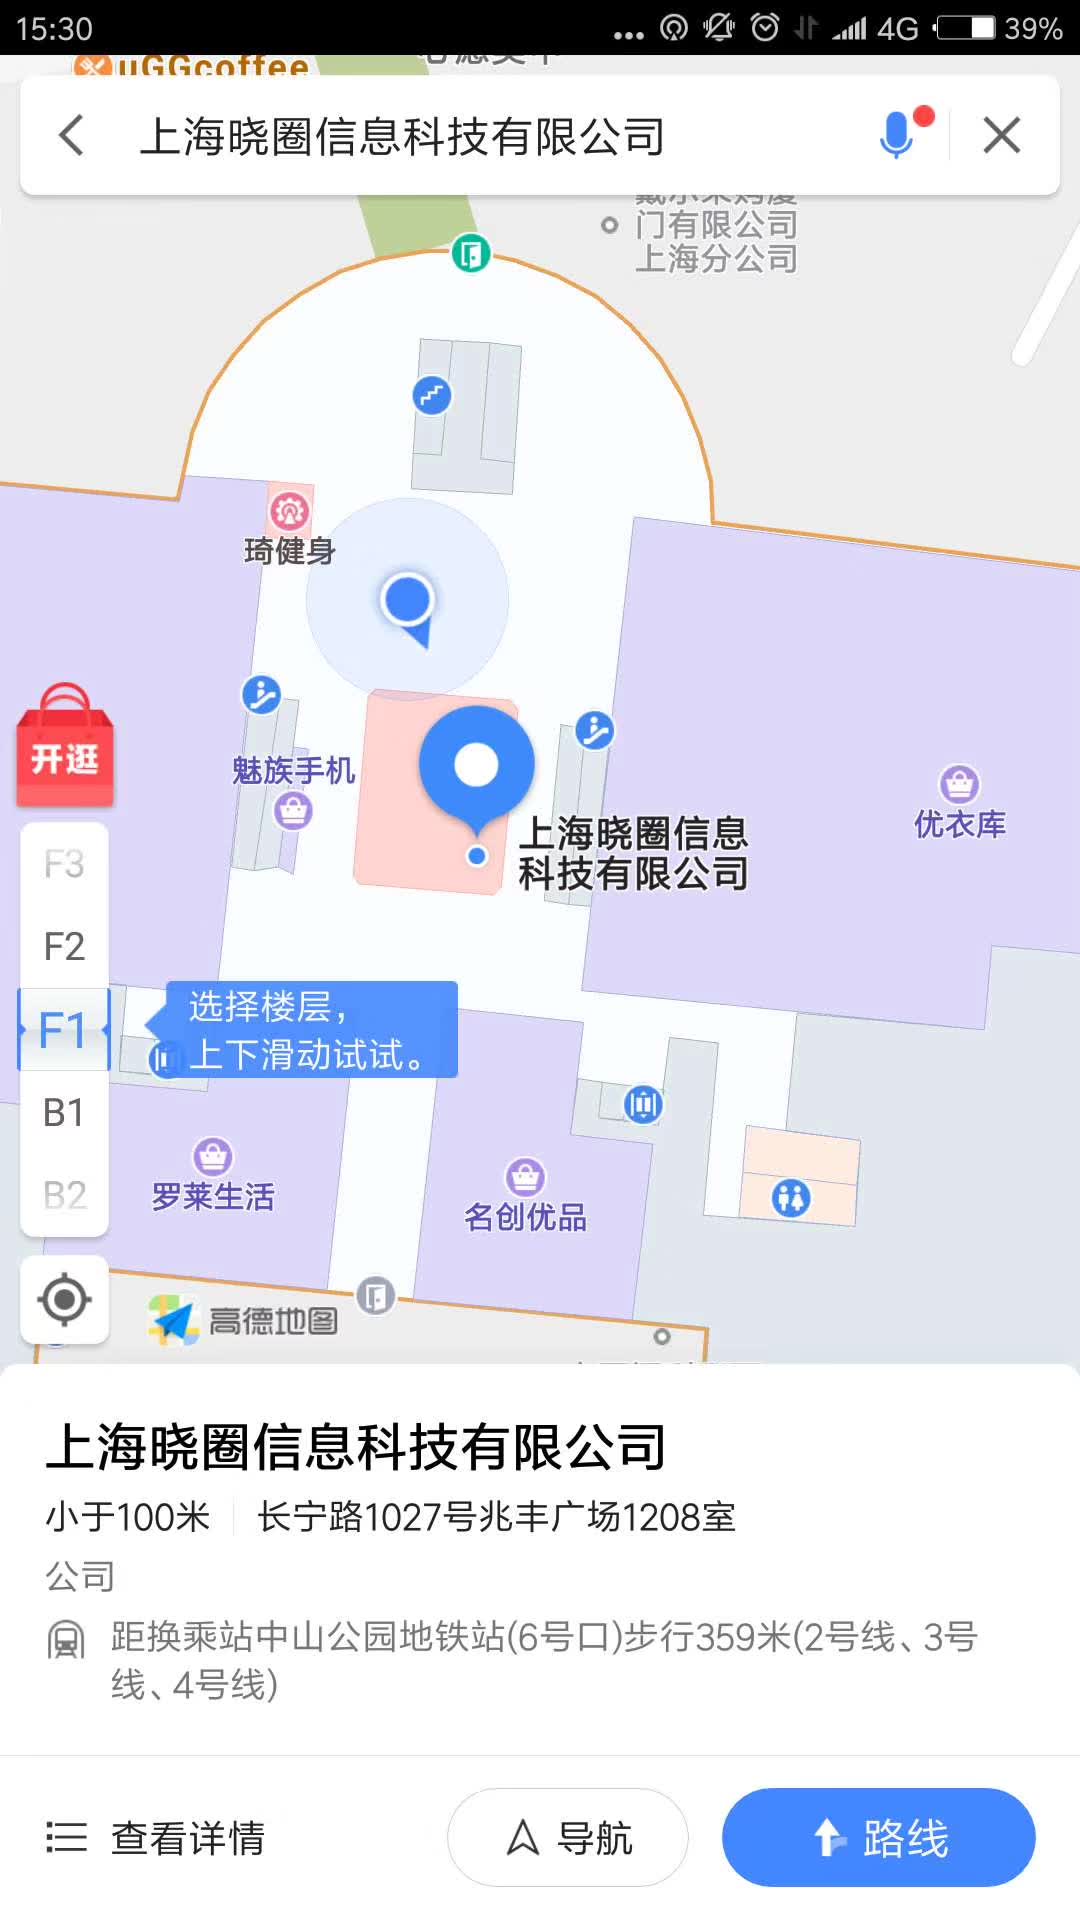 15:30
4G
39%
uGGcoffee
上海晓圈信息科技有限公司
门有限公司
上海分公司
琦健身
开逛
魅族手机
优衣库
上海晓圈信息
科技有限公司
F3
F2
F1
B1
B2
选择楼层，
上下滑动试试。
罗莱生活
名创优品
高德地图
上海晓圈信息科技有限公司
小于100米
长宁路1027号兆丰广场1208室
公司
距换乘站中山公园地铁站(6号口)步行359米(2号线、3号
线、4号线)
查看详情
导航
路线